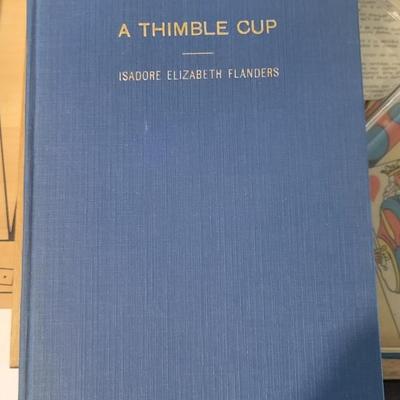 A THIMBLE CUP
ISADORE ELIZABETH FLANDERS